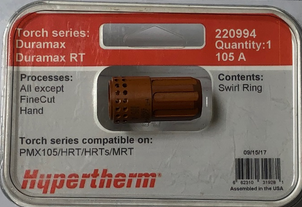 Torch series:
Duramax
Duramax RT
220994
Quantity:1
105 A
Processes:
All except
FineCut
Hand
Contents:
Swirl Ring
Torch series compatible on:
PMX105/HRT/HRTs/MRT
Hypertherm
09/15/17
Assembled in the USA